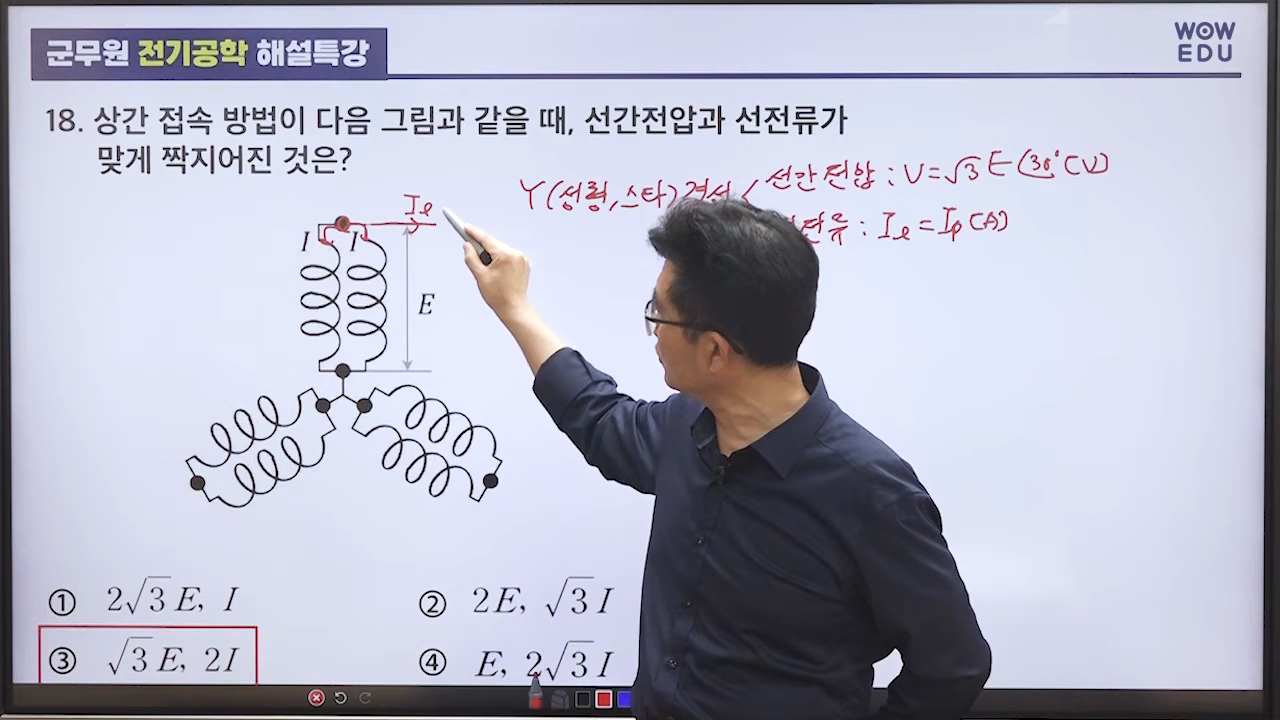 군무원 전기공학 해설특강
WOW
EDU
18. 상간 접속 방법이 다음 그림과 같을 때, 선간전압과 선전류가
맞게 짝지어진 것은?
Y(성형,스타)결선
선간전압 : V=√3 E (30° [V]
전류 : Iℓ = Ip [A]
Iℓ
I I
E
① 2√3 E, I
② 2E, √3 I
③ √3 E, 2I
④ E, 2√3 I